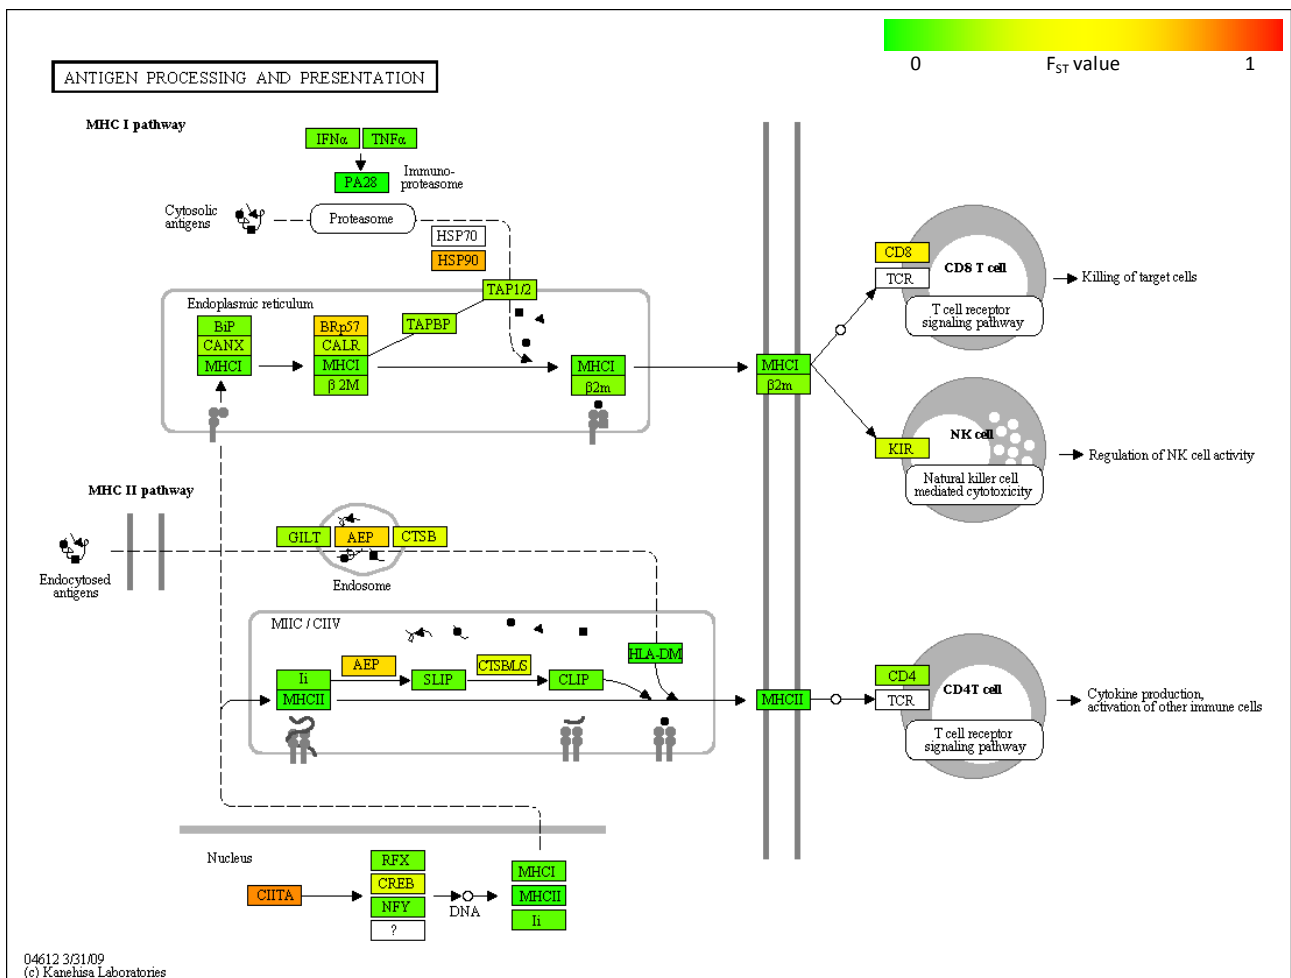 0 F_ST value 1
ANTIGEN PROCESSING AND PRESENTATION
MHC I pathway
IFNα TNFα
PA28
Immuno-
proteasome
Cytosolic
antigens
Proteasome
HSP70
HSP90
TAP1/2
Endoplasmic reticulum
BiP
CANX
MHCI
BRp57
CALR
MHCI
β 2M
TAPBP
MHCI
β2m
MHCI
β2m
CD8
TCR
CD8 T cell
T cell receptor
signaling pathway
Killing of target cells
KIR
NK cell
Natural killer cell
mediated cytotoxicity
Regulation of NK cell activity
MHC II pathway
Endocytosed
antigens
GILT AEP CTSB
Endosome
MIIC / CIIV
Ii
MHCII
AEP
SLIP
CTSB/L/S
CLIP
HLA-DM
MHCII
CD4
TCR
CD4T cell
T cell receptor
signaling pathway
Cytokine production,
activation of other immune cells
Nucleus
CIITA
RFX
CREB
NFY
?
DNA
MHCI
MHCII
Ii
04612 3/31/09
(c) Kanehisa Laboratories